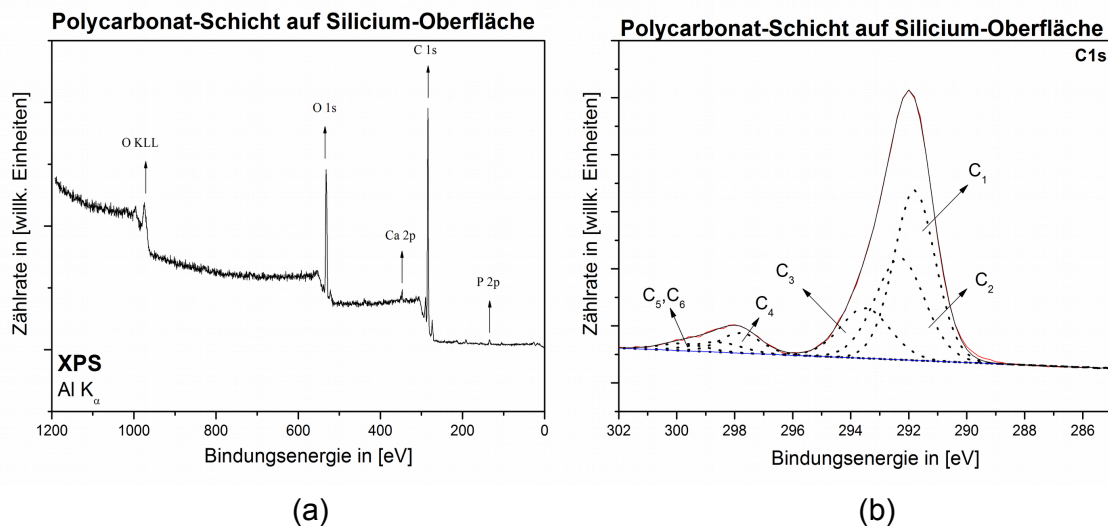 Polycarbonat-Schicht auf Silicium-Oberfläche
C 1s
O 1s
O KLL
Ca 2p
P 2p
XPS
Al Kα
Zählrate in [willk. Einheiten]
1200 1000 800 600 400 200 0
Bindungsenergie in [eV]
(a)
Polycarbonat-Schicht auf Silicium-Oberfläche
C1s
C1
C3
C2
C5,C6
C4
Zählrate in [willk. Einheiten]
302 300 298 296 294 292 290 288 286
Bindungsenergie in [eV]
(b)